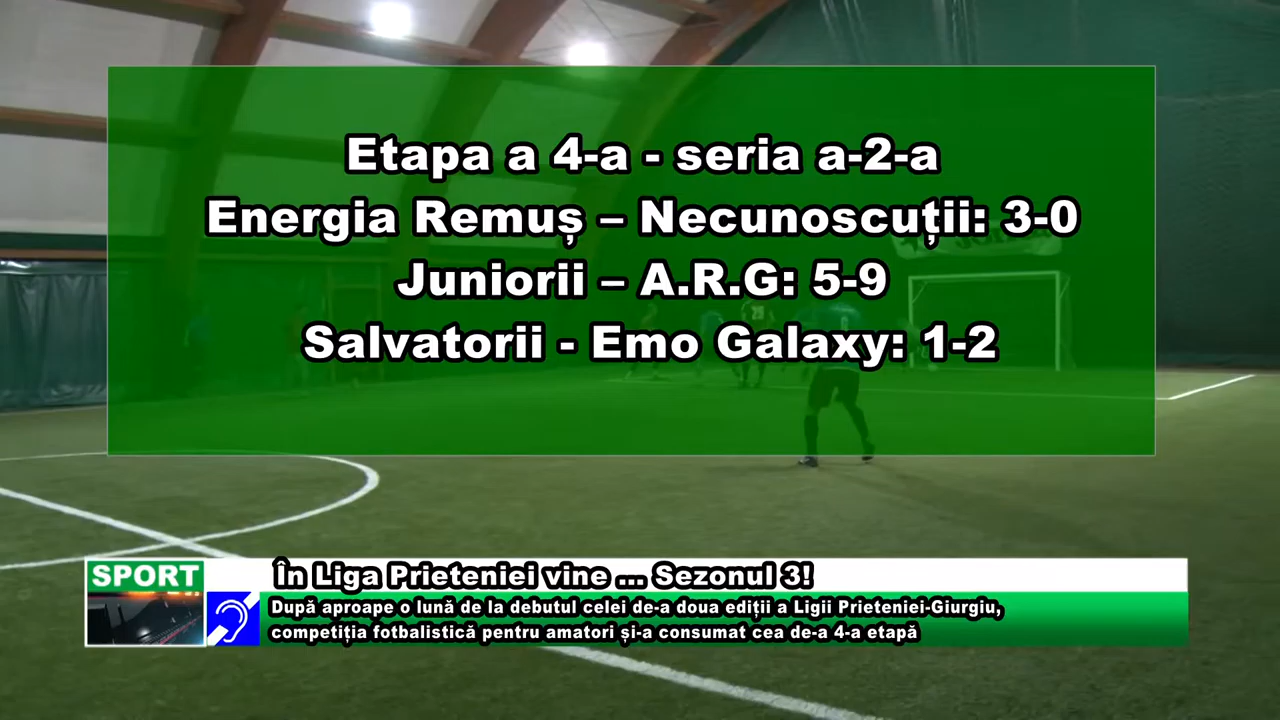 Etapa a 4-a - seria a-2-a
Energia Remuș – Necunoscuții: 3-0
Juniorii – A.R.G: 5-9
Salvatorii - Emo Galaxy: 1-2
SPORT
În Liga Prieteniei vine ... Sezonul 3!
După aproape o lună de la debutul celei de-a doua ediții a Ligii Prieteniei-Giurgiu,
competiția fotbalistică pentru amatori și-a consumat cea de-a 4-a etapă